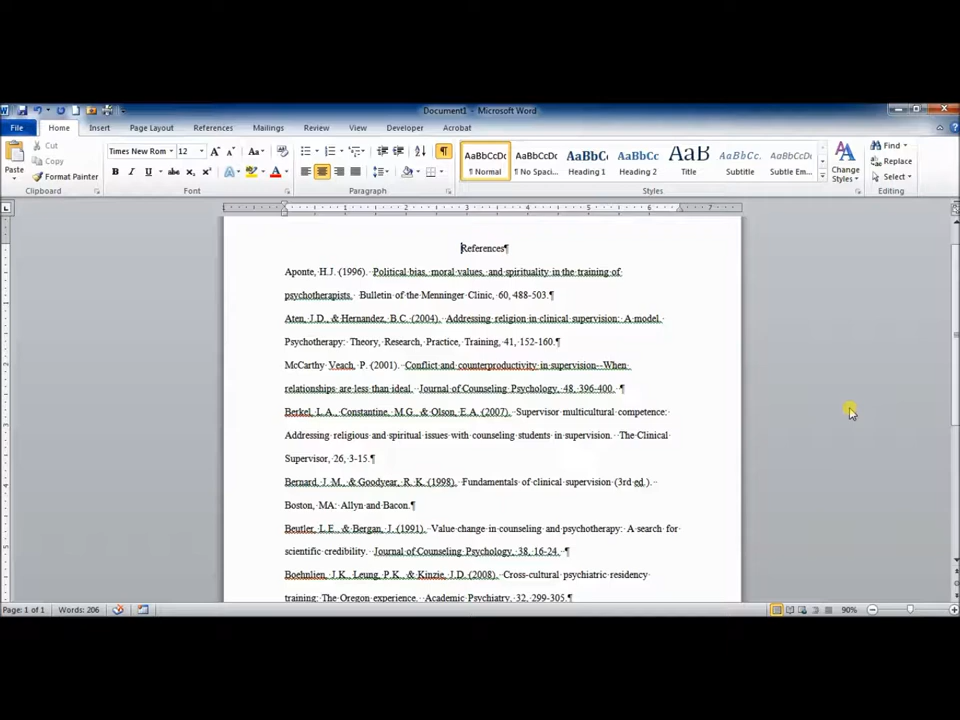 Document1 - Microsoft Word
File Home Insert Page Layout References Mailings Review View Developer Acrobat
Cut
Copy
Format Painter
Paste
Times New Rom 12
AaBbCcDc AaBbCcDc AaBbC AaBbCc AaBb AaBbCc. AaBbCcDc
¶ Normal ¶ No Spaci... Heading 1 Heading 2 Title Subtitle Subtle Em...
Change Styles
Find
Replace
Select
Clipboard Font Paragraph Styles Editing
References¶
Aponte, H.J. (1996). Political bias, moral values, and spirituality in the training of
psychotherapists. Bulletin of the Menninger Clinic, 60, 488-503.¶
Aten, J.D., & Hernandez, B.C. (2004). Addressing religion in clinical supervision: A model.
Psychotherapy: Theory, Research, Practice, Training, 41, 152-160.¶
McCarthy Veach, P. (2001). Conflict and counterproductivity in supervision--When
relationships are less than ideal. Journal of Counseling Psychology, 48, 396-400. ¶
Berkel, L.A., Constantine, M.G., & Olson, E.A. (2007). Supervisor multicultural competence:
Addressing religious and spiritual issues with counseling students in supervision. The Clinical
Supervisor, 26, 3-15.¶
Bernard, J. M., & Goodyear, R. K. (1998). Fundamentals of clinical supervision (3rd ed.).
Boston, MA: Allyn and Bacon.¶
Beutler, L.E., & Bergan, J. (1991). Value change in counseling and psychotherapy: A search for
scientific credibility. Journal of Counseling Psychology, 38, 16-24. ¶
Boehnlien, J.K., Leung, P.K., & Kinzie, J.D. (2008). Cross-cultural psychiatric residency
training: The Oregon experience. Academic Psychiatry, 32, 299-305.¶
Page: 1 of 1 Words: 206 90%